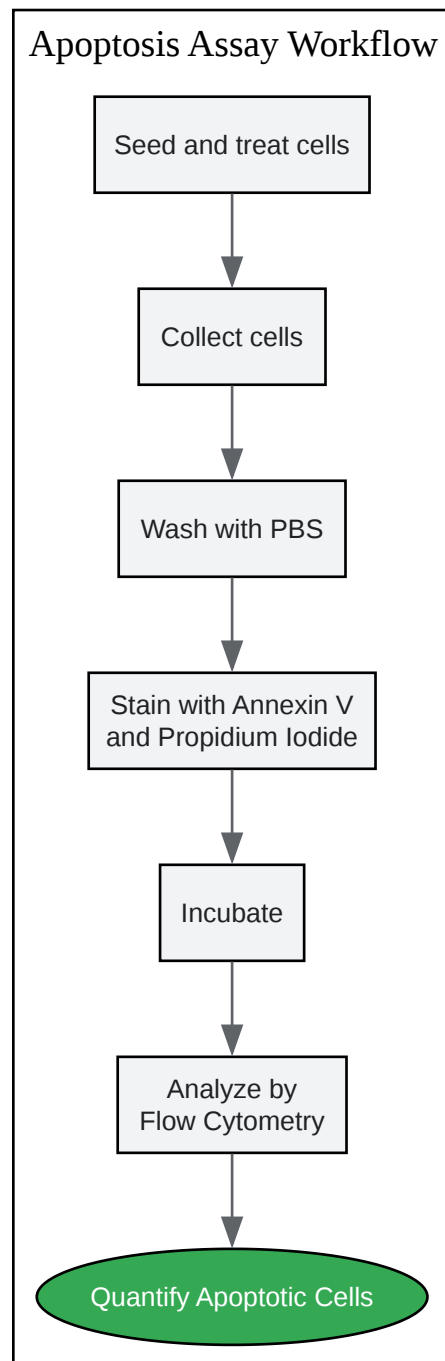 Apoptosis Assay Workflow
Seed and treat cells
Collect cells
Wash with PBS
Stain with Annexin V
and Propidium Iodide
Incubate
Analyze by
Flow Cytometry
Quantify Apoptotic Cells